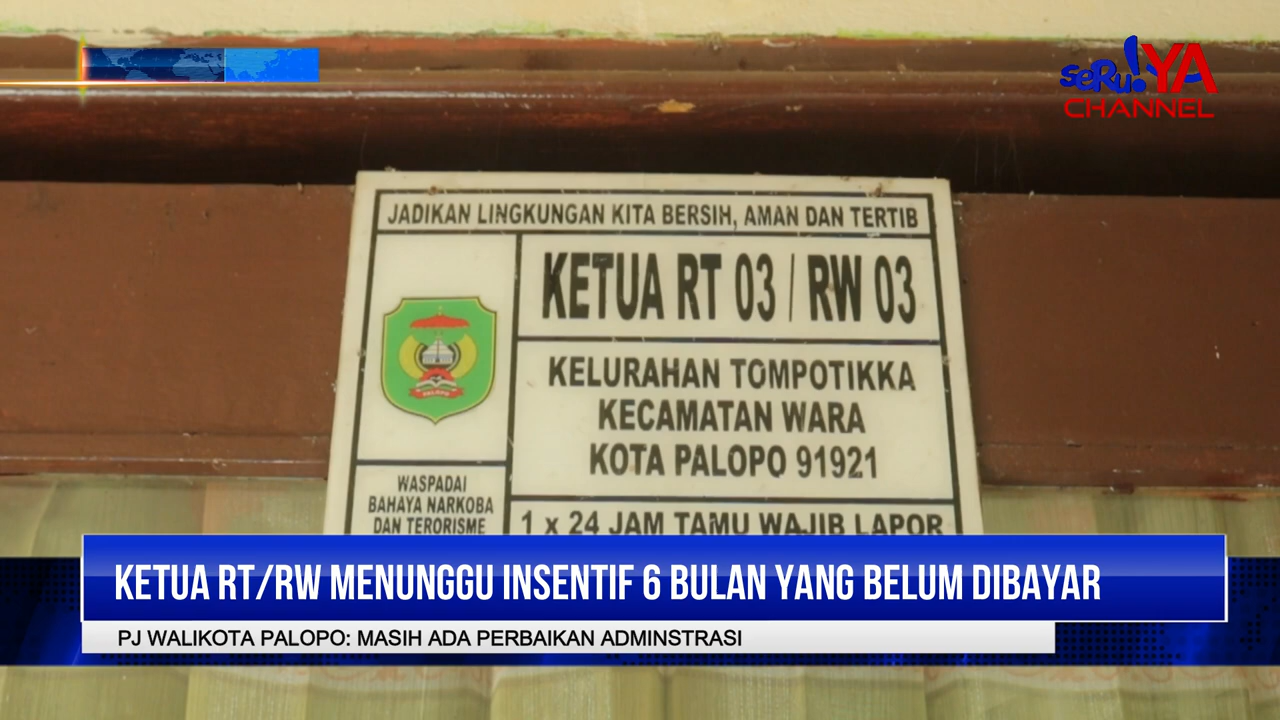 seRu!YA
CHANNEL
JADIKAN LINGKUNGAN KITA BERSIH, AMAN DAN TERTIB
KETUA RT 03 / RW 03
PALOPO
KELURAHAN TOMPOTIKKA
KECAMATAN WARA
KOTA PALOPO 91921
WASPADAI
BAHAYA NARKOBA
DAN TERORISME
1 x 24 JAM TAMU WAJIB LAPOR
KETUA RT/RW MENUNGGU INSENTIF 6 BULAN YANG BELUM DIBAYAR
PJ WALIKOTA PALOPO: MASIH ADA PERBAIKAN ADMINSTRASI